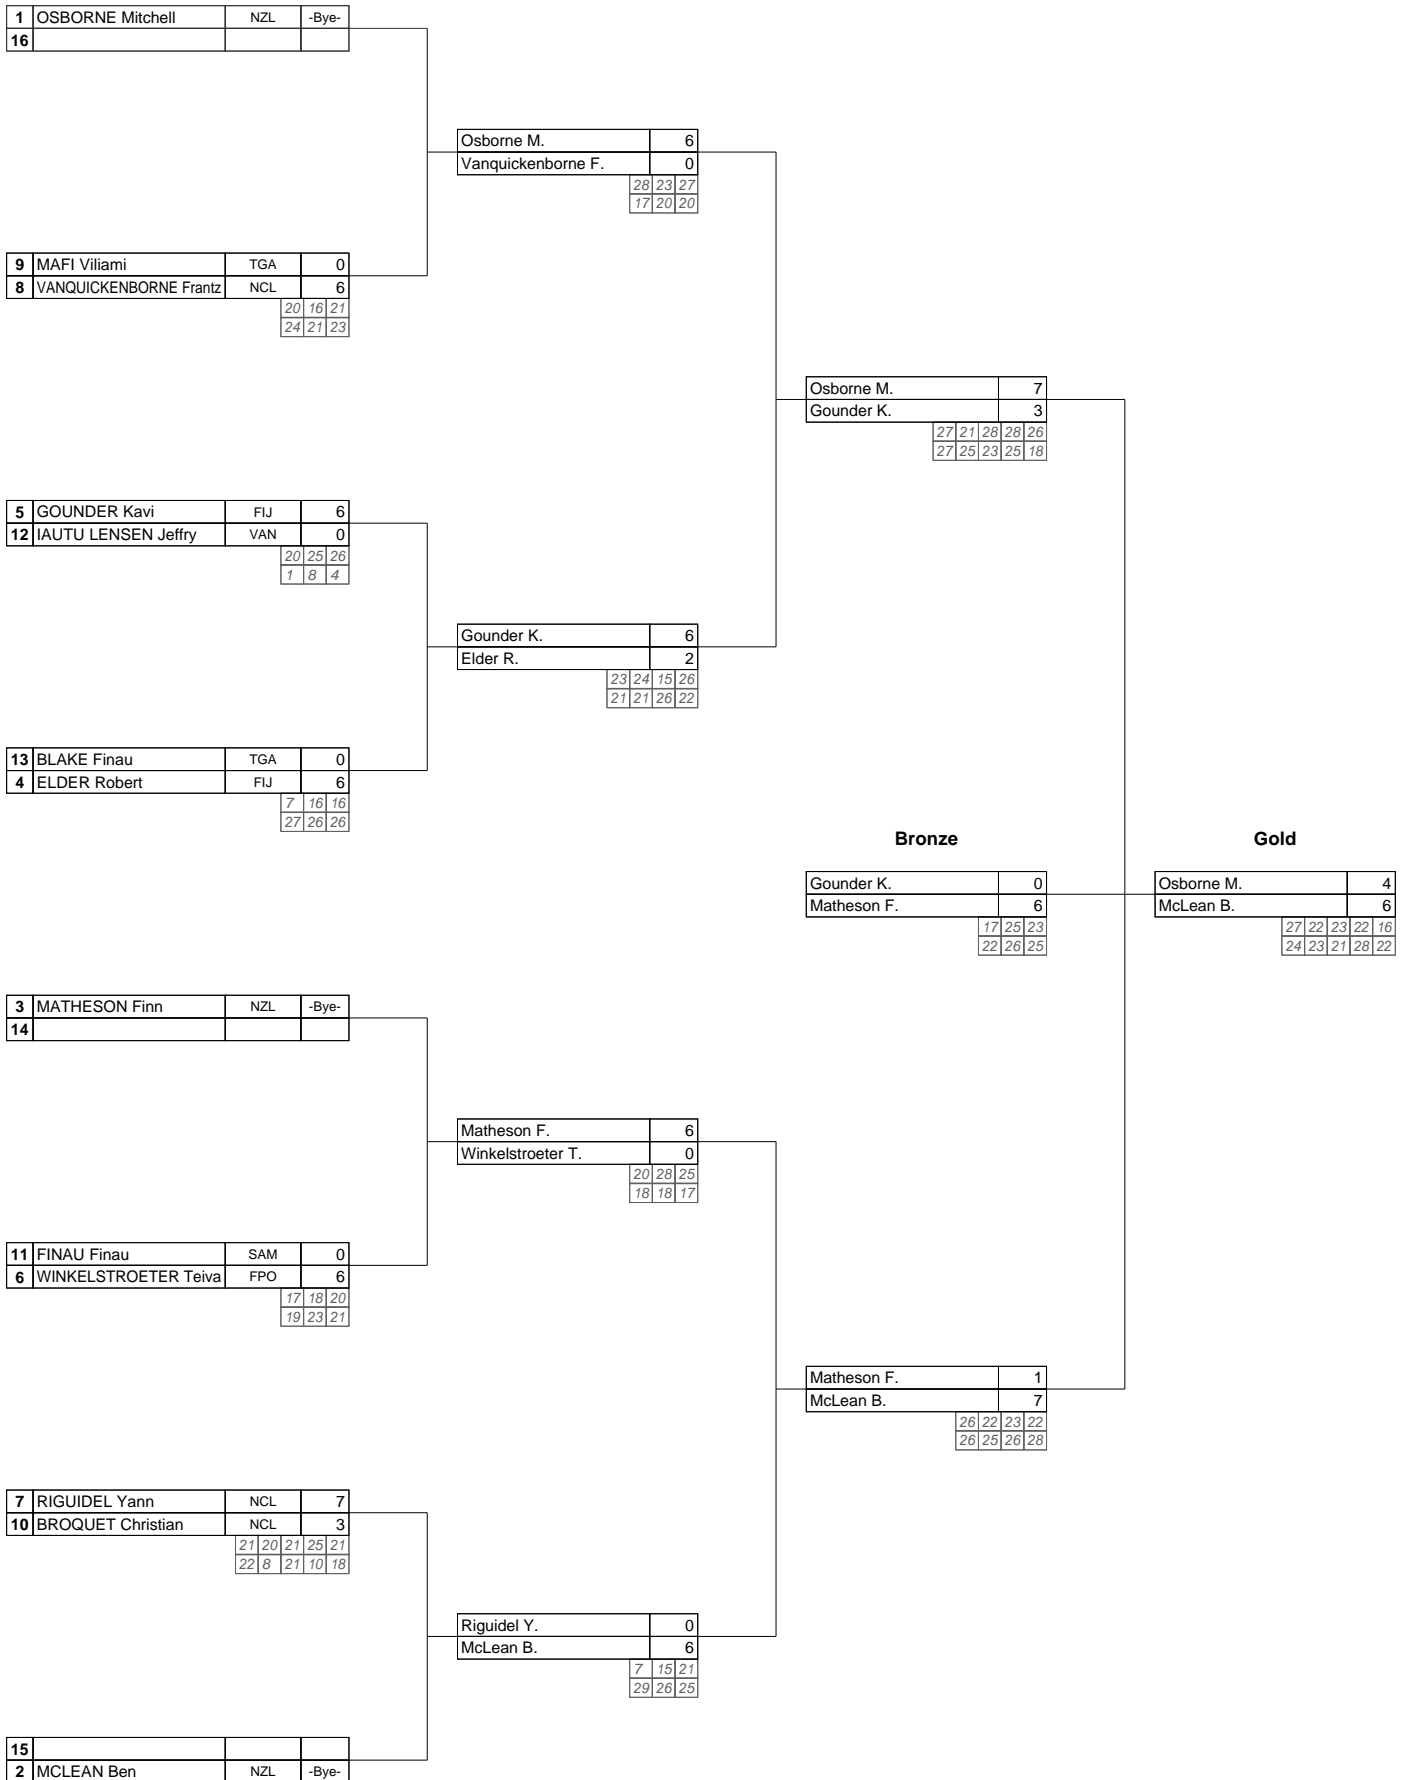 1 OSBORNE Mitchell NZL -Bye-
16
Osborne M. 6
Vanquickenborne F. 0
28 23 27
17 20 20
9 MAFI Viliami TGA 0
8 VANQUICKENBORNE Frantz NCL 6
20 16 21
24 21 23
Osborne M. 7
Gounder K. 3
27 21 28 28 26
27 25 23 25 18
5 GOUNDER Kavi FIJ 6
12 IAUTU LENSEN Jeffry VAN 0
20 25 26
1 8 4
Gounder K. 6
Elder R. 2
23 24 15 26
21 21 26 22
13 BLAKE Finau TGA 0
4 ELDER Robert FIJ 6
7 16 16
27 26 26
Bronze Gold
Gounder K. 0 Osborne M. 4
Matheson F. 6 McLean B. 6
17 25 23 27 22 23 22 16
22 26 25 24 23 21 28 22
3 MATHESON Finn NZL -Bye-
14
Matheson F. 6
Winkelstroeter T. 0
20 28 25
18 18 17
11 FINAU Finau SAM 0
6 WINKELSTROETER Teiva FPO 6
17 18 20
19 23 21
Matheson F. 1
McLean B. 7
26 22 23 22
26 25 26 28
7 RIGUIDEL Yann NCL 7
10 BROQUET Christian NCL 3
21 20 21 25 21
22 8 21 10 18
Riguidel Y. 0
McLean B. 6
7 15 21
29 26 25
15
2 MCLEAN Ben NZL -Bye-